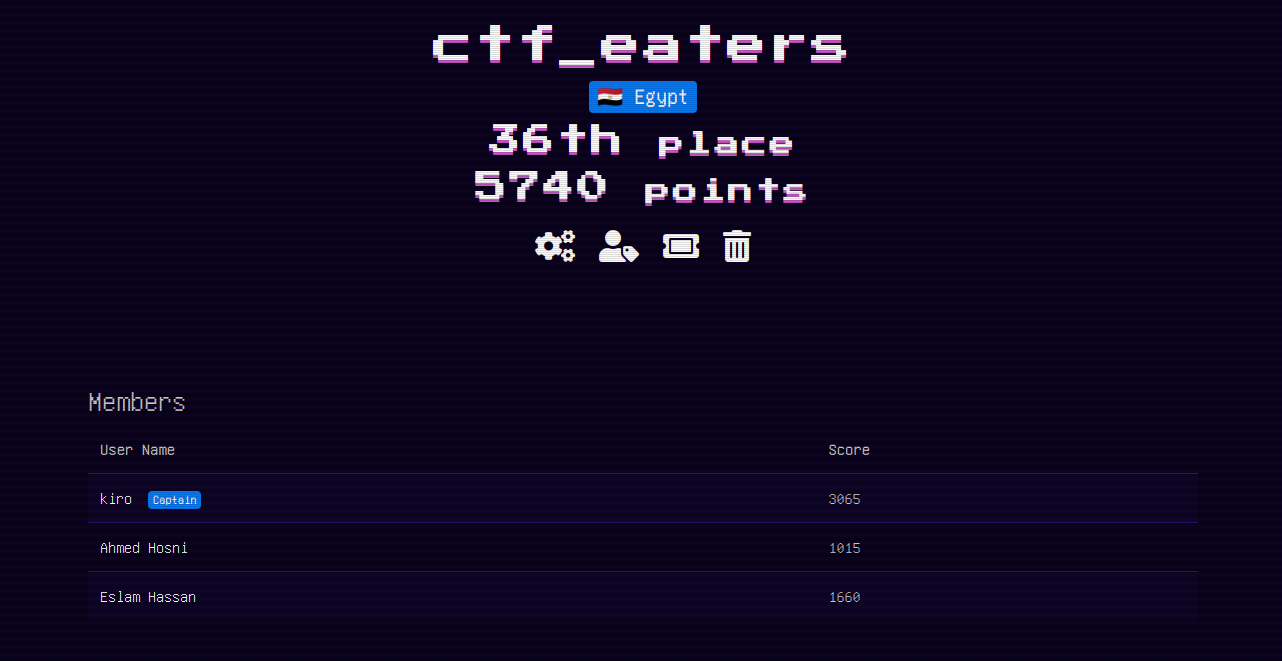 ctf_eaters
🇪🇬 Egypt
36th place
5740 points
Members
User Name Score
kiro Captain 3065
Ahmed Hosni 1015
Eslam Hassan 1660